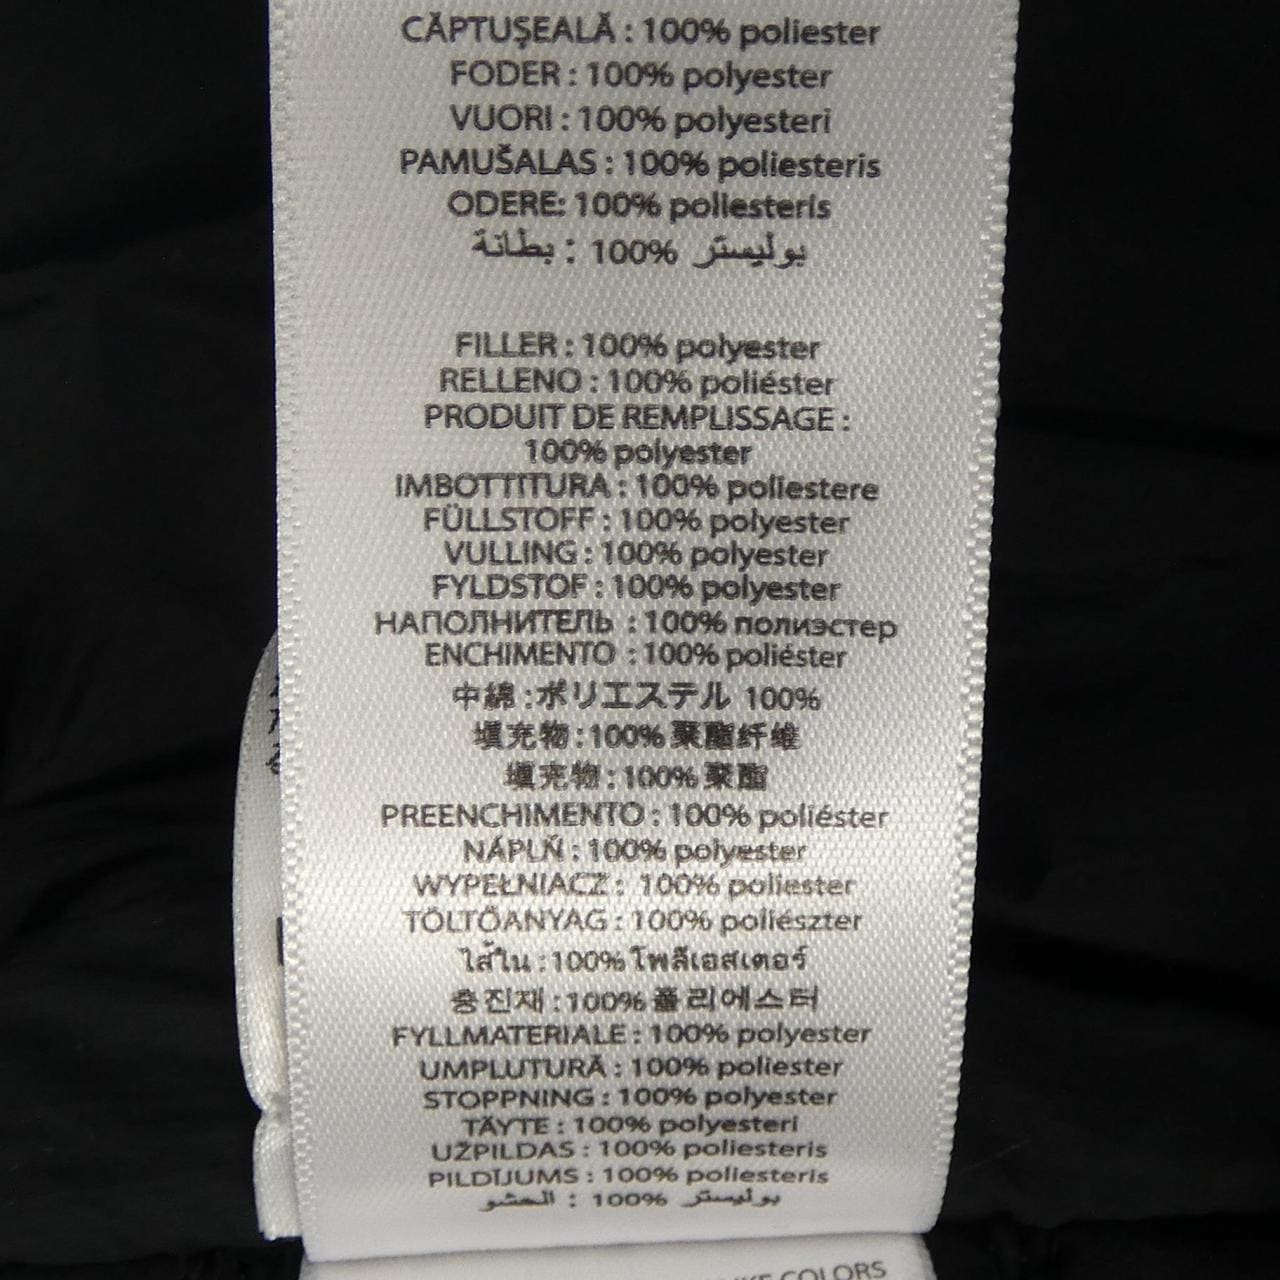 CĂPTUȘEALĂ : 100% poliester
FODER : 100% polyester
VUORI : 100% polyesteri
PAMUŠALAS : 100% poliesteris
ODERE: 100% poliesteris
بطانة : 100% بوليستر
FILLER : 100% polyester
RELLENO : 100% poliéster
PRODUIT DE REMPLISSAGE :
100% polyester
IMBOTTITURA : 100% poliestere
FÜLLSTOFF : 100% polyester
VULLING : 100% polyester
FYLDSTOF : 100% polyester
НАПОЛНИТЕЛЬ : 100% полиэстер
ENCHIMENTO : 100% poliéster
中綿 :ポリエステル 100%
填充物 : 100% 聚酯纤维
填充物 : 100% 聚酯
PREENCHIMENTO : 100% poliéster
NÁPLŇ : 100% polyester
WYPEŁNIACZ : 100% poliester
TÖLTŐANYAG : 100% poliészter
ไส้ใน : 100% โพลีเอสเตอร์
충진재 : 100% 폴리에스터
FYLLMATERIALE : 100% polyester
UMPLUTURĂ : 100% poliester
STOPPNING : 100% polyester
TÄYTE : 100% polyesteri
UŽPILDAS : 100% poliesteris
PILDĪJUMS : 100% poliesteris
الحشو : 100% بوليستر
COLORS